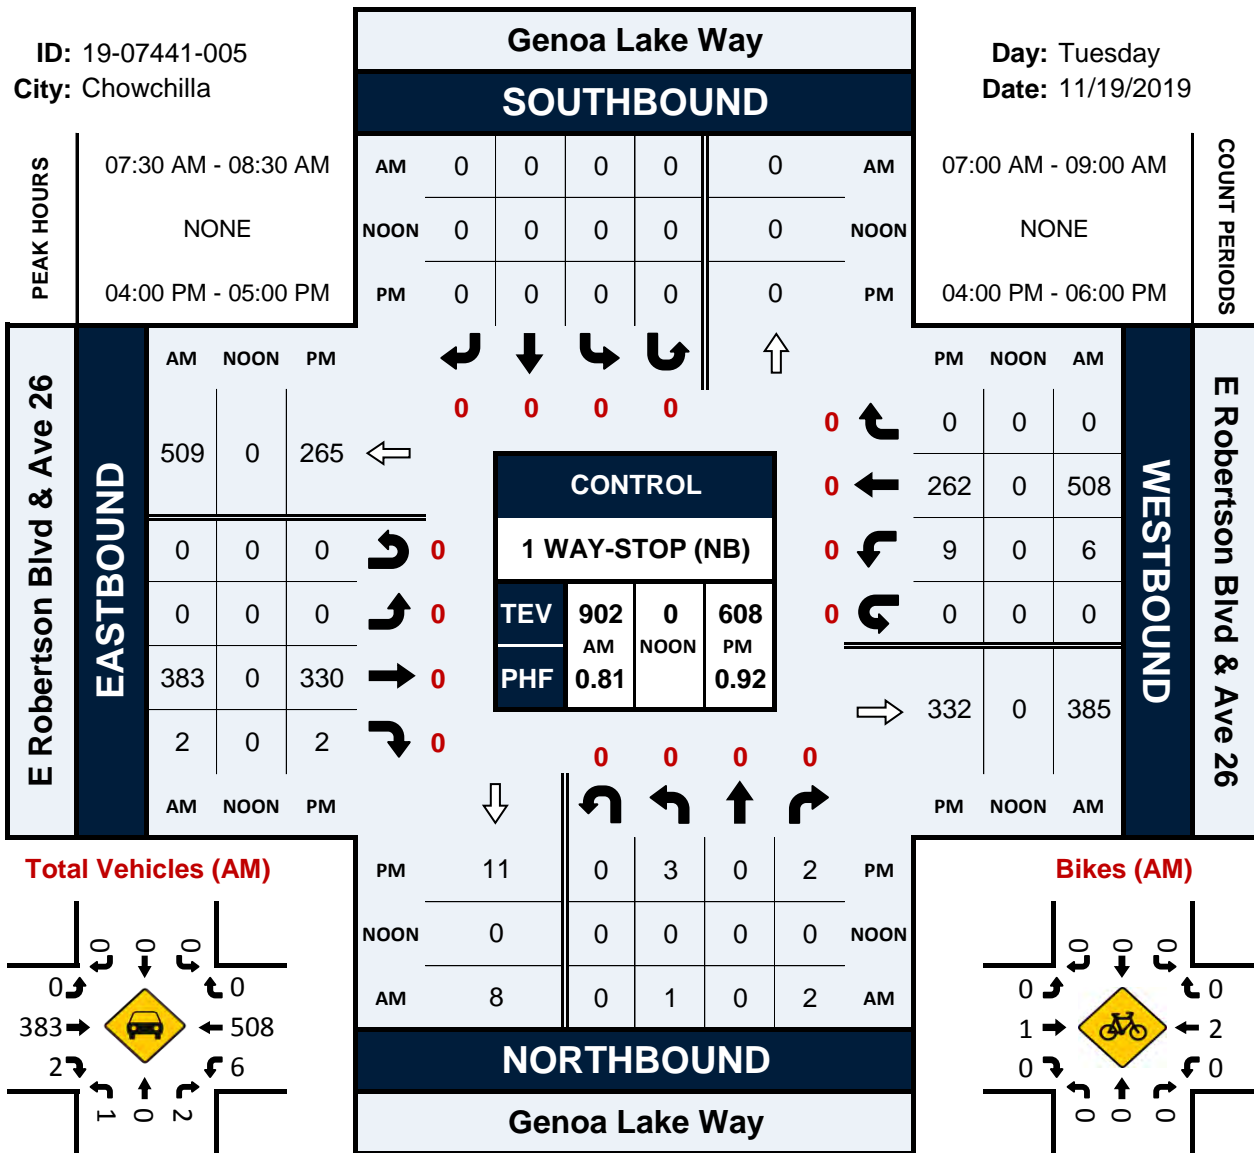 ID: 19-07441-005
City: Chowchilla
Genoa Lake Way
SOUTHBOUND
Day: Tuesday
Date: 11/19/2019
PEAK HOURS
07:30 AM - 08:30 AM
NONE
04:00 PM - 05:00 PM
AM 0 0 0 0 0 AM
NOON 0 0 0 0 0 NOON
PM 0 0 0 0 0 PM
07:00 AM - 09:00 AM
NONE
04:00 PM - 06:00 PM
COUNT PERIODS
0 0 0 0
E Robertson Blvd & Ave 26
EASTBOUND
AM NOON PM
509 0 265
0 0 0 0
0 0 0 0
383 0 330 0
2 0 2 0
AM NOON PM
CONTROL
1 WAY-STOP (NB)
TEV 902 0 608
AM NOON PM
PHF 0.81 0.92
PM NOON AM
0 0 0 0
0 262 0 508
0 9 0 6
0 0 0 0
332 0 385
PM NOON AM
WESTBOUND
E Robertson Blvd & Ave 26
0 0 0 0
PM 11 0 3 0 2 PM
NOON 0 0 0 0 0 NOON
AM 8 0 1 0 2 AM
NORTHBOUND
Genoa Lake Way
Total Vehicles (AM)
0 0 0
0 0
383 508
2 6
1 0 2
Bikes (AM)
0 0 0
0 0
1 2
0 0
0 0 0